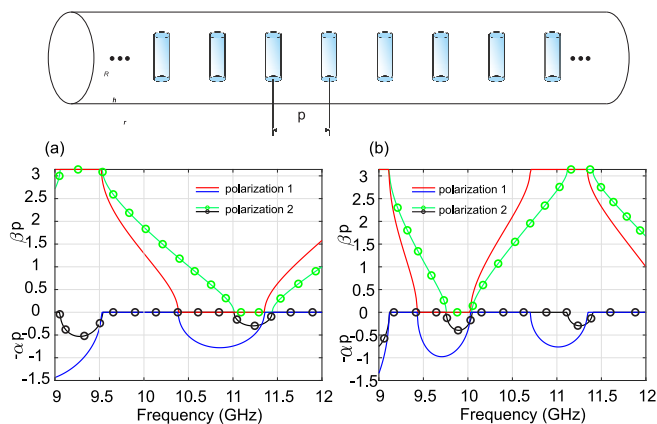 R
h
r
p
(a)
(b)
polarization 1
polarization 2
βp
-αp
3
2.5
2
1.5
1
0.5
0
-0.5
-1
-1.5
9
9.5
10
10.5
11
11.5
12
Frequency (GHz)
polarization 1
polarization 2
βp
-αp
3
2.5
2
1.5
1
0.5
0
-0.5
-1
-1.5
9
9.5
10
10.5
11
11.5
12
Frequency (GHz)